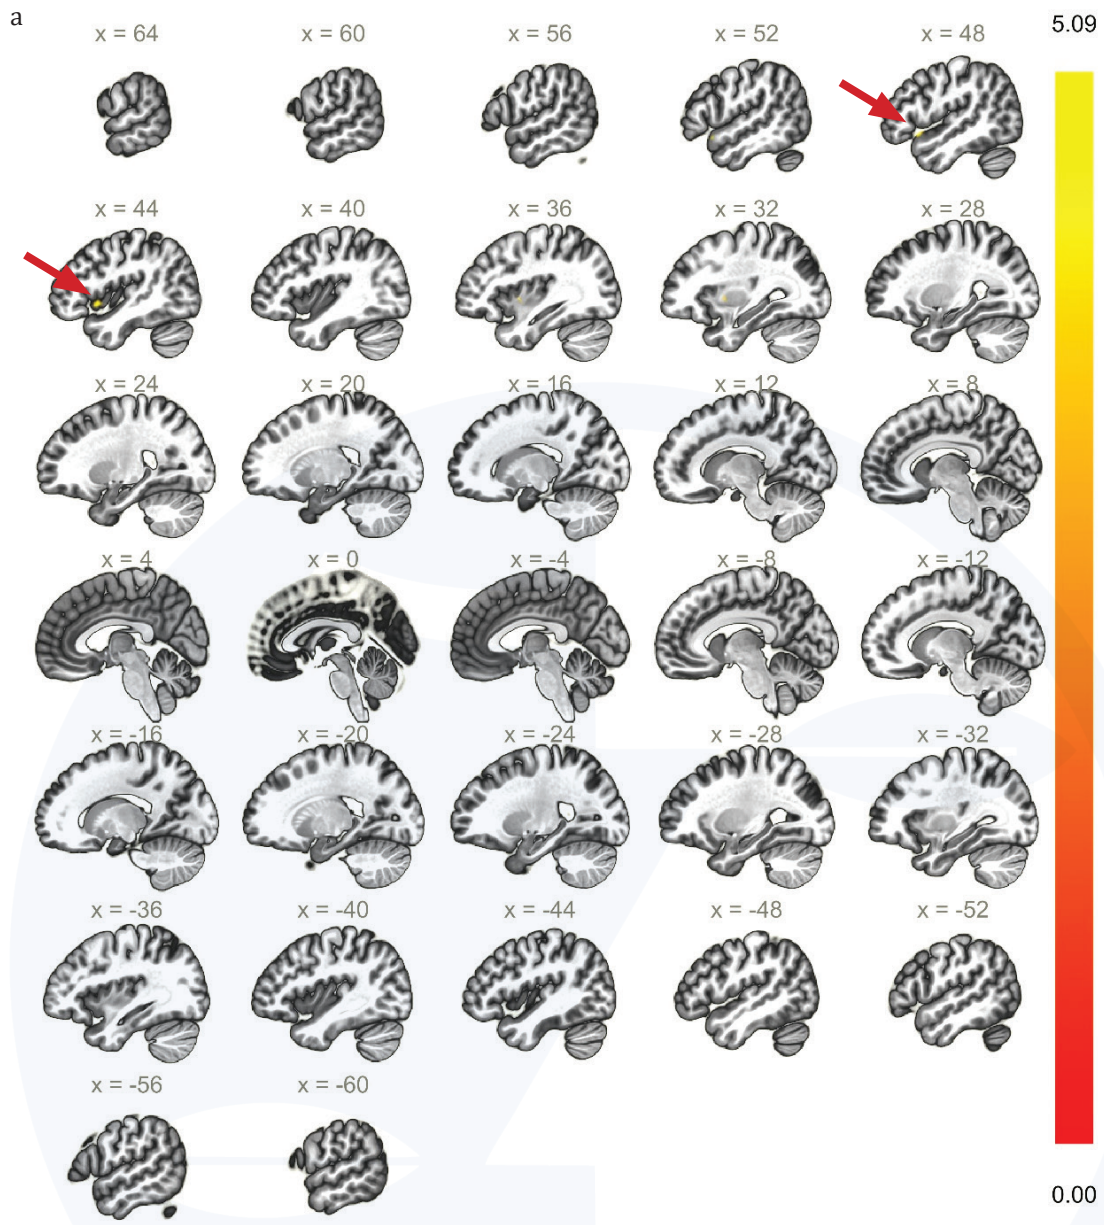 a
x = 64 x = 60 x = 56 x = 52 x = 48 5.09
x = 44 x = 40 x = 36 x = 32 x = 28
x = 24 x = 20 x = 16 x = 12 x = 8
x = 4 x = 0 x = -4 x = -8 x = -12
x = -16 x = -20 x = -24 x = -28 x = -32
x = -36 x = -40 x = -44 x = -48 x = -52
x = -56 x = -60
0.00